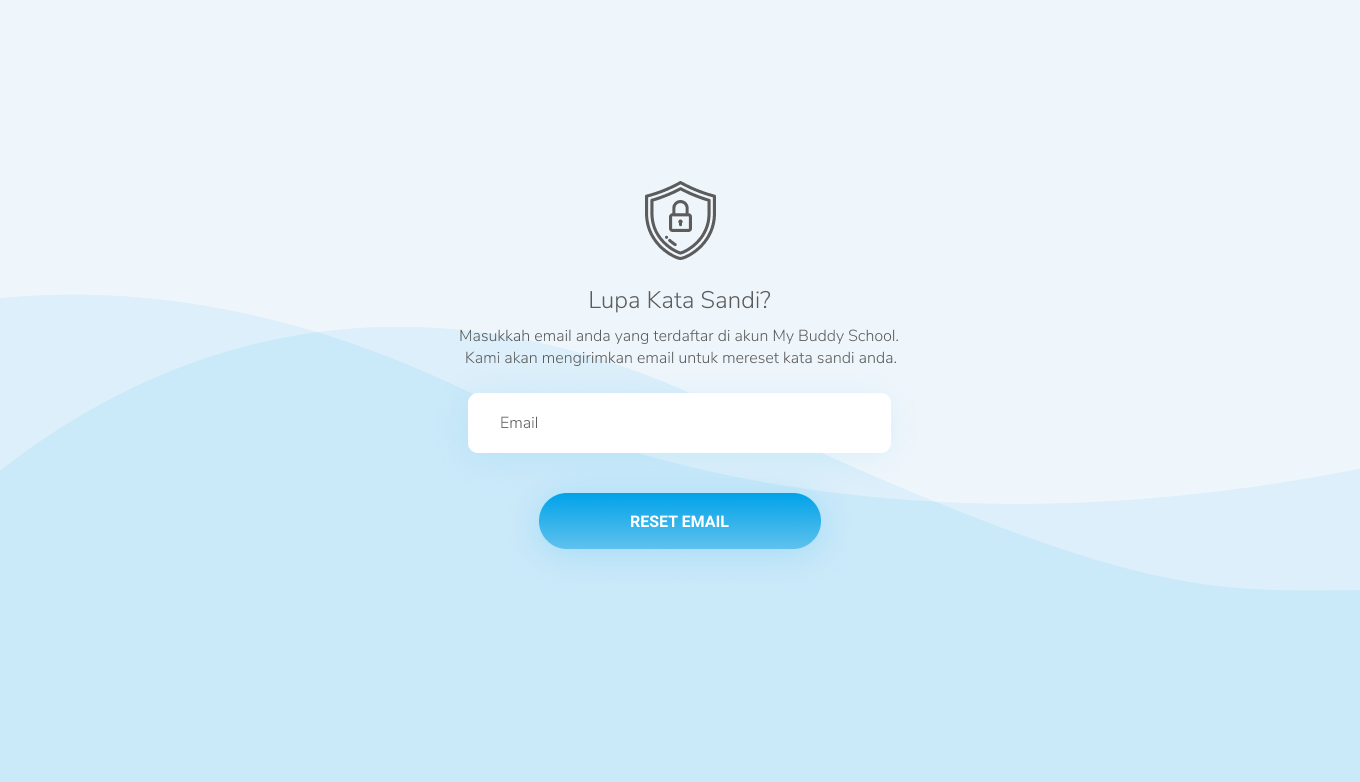 Lupa Kata Sandi?
Masukkah email anda yang terdaftar di akun My Buddy School.
Kami akan mengirimkan email untuk mereset kata sandi anda.
Email
RESET EMAIL